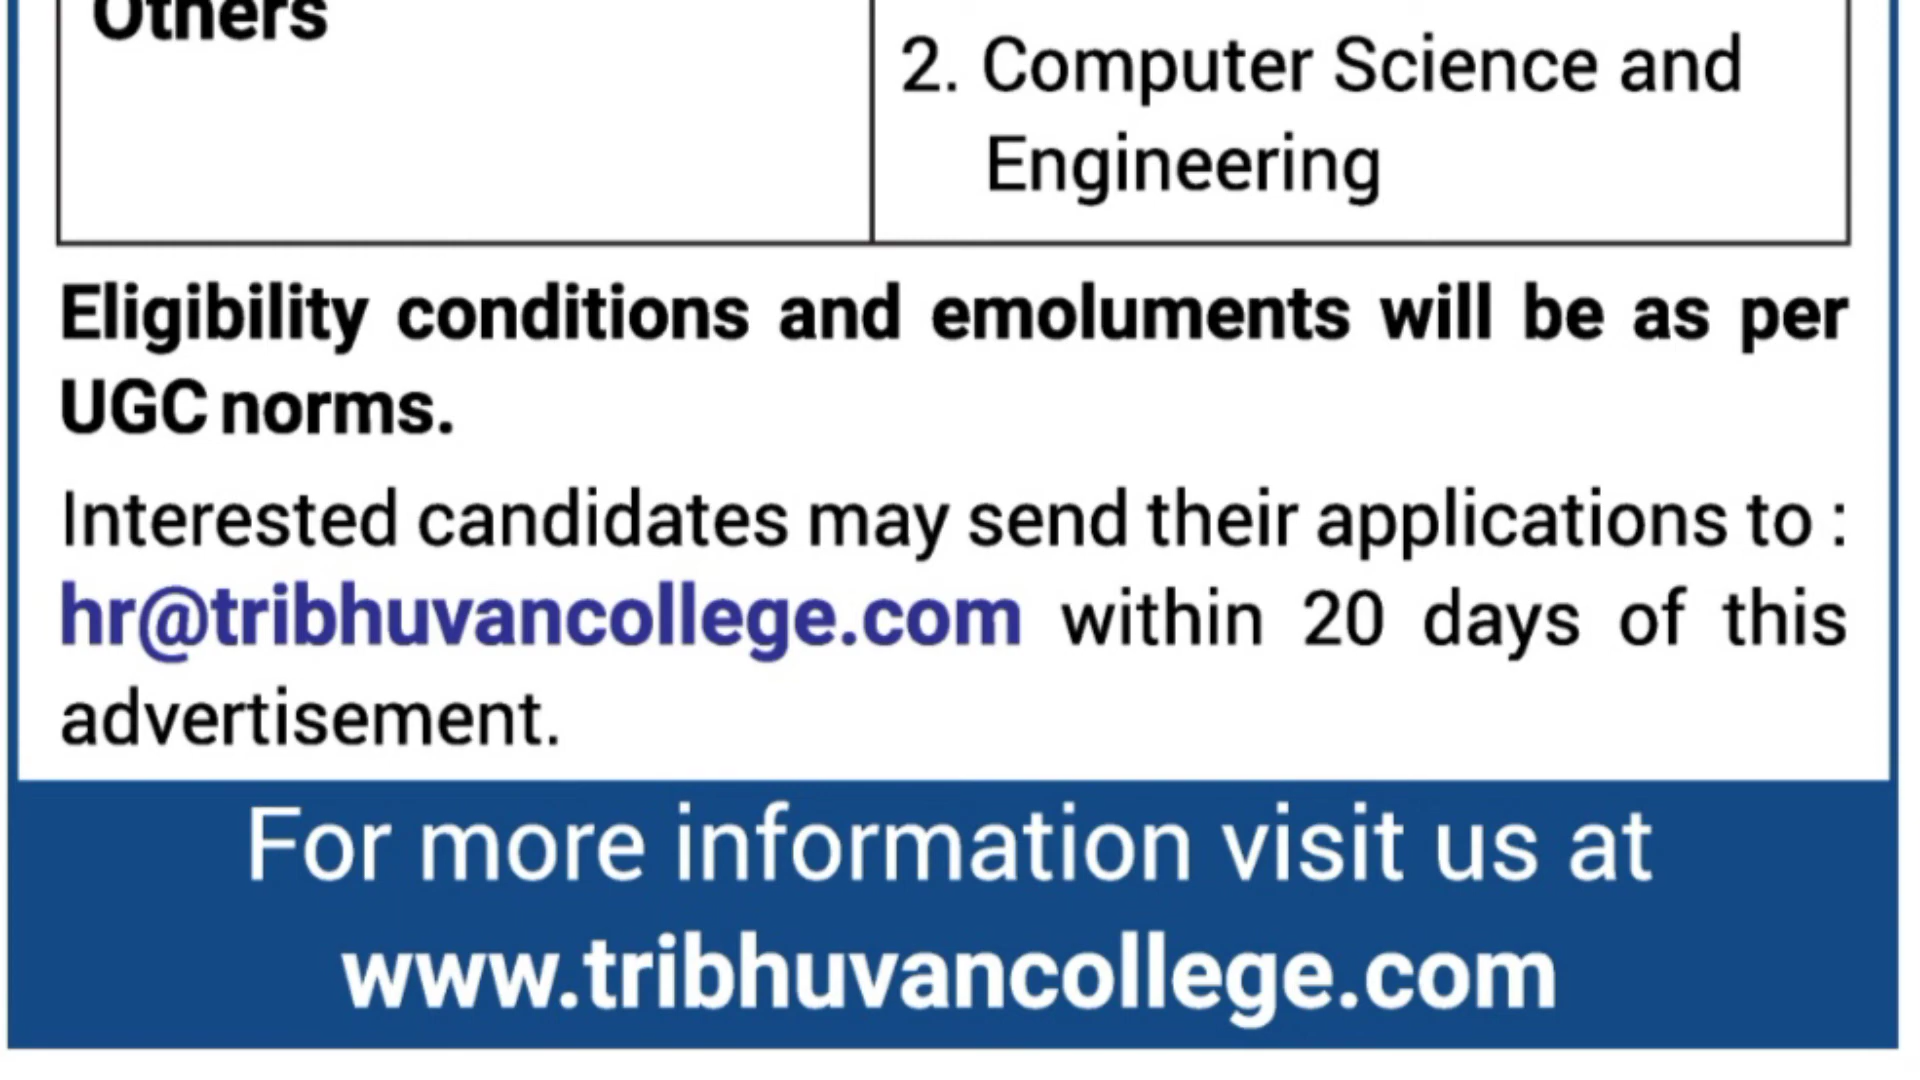 Others
2. Computer Science and
Engineering
Eligibility conditions and emoluments will be as per
UGC norms.
Interested candidates may send their applications to :
hr@tribhuvancollege.com within 20 days of this
advertisement.
For more information visit us at
www.tribhuvancollege.com